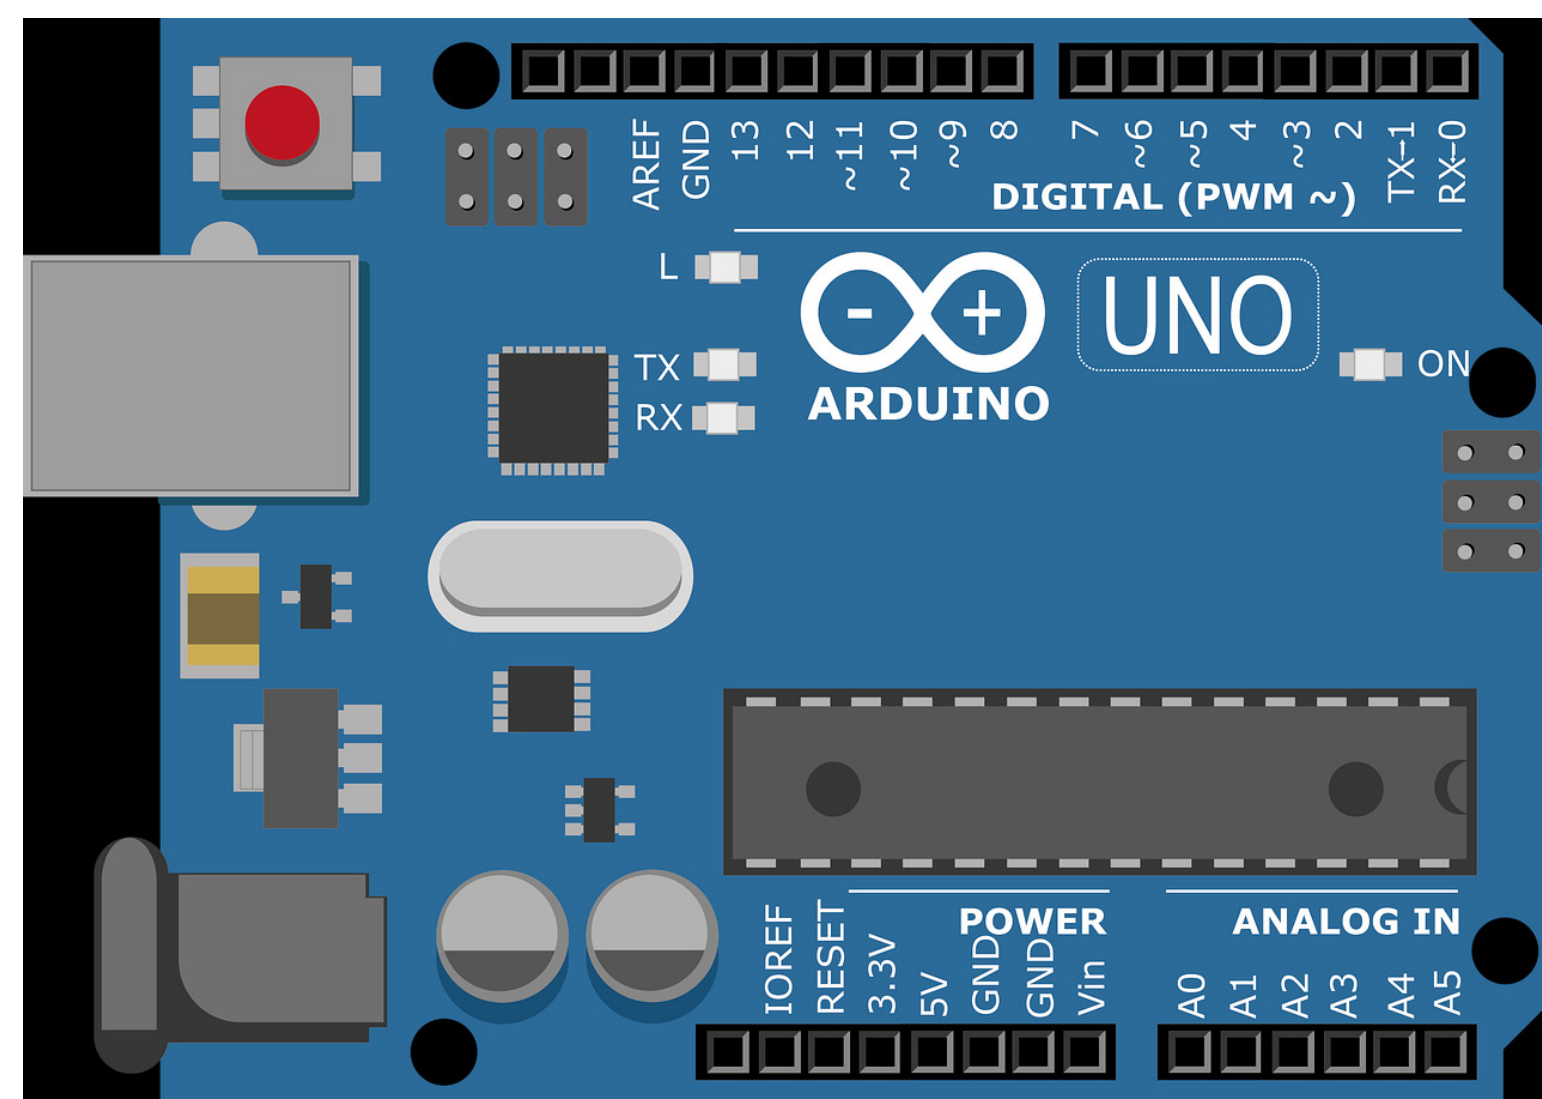 AREF
GND
13
12
~11
~10
~9
8
7
~6
~5
4
~3
2
TX→1
RX←0
DIGITAL (PWM ~)
L
- +
UNO
TX
ON
RX
ARDUINO
POWER
ANALOG IN
IOREF
RESET
3.3V
5V
GND
GND
Vin
A0
A1
A2
A3
A4
A5